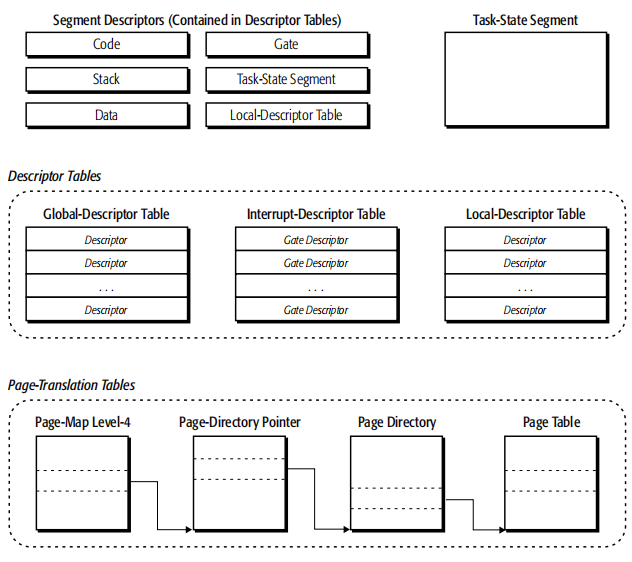 Segment Descriptors (Contained in Descriptor Tables)
Task-State Segment
Code
Gate
Stack
Task-State Segment
Data
Local-Descriptor Table
Descriptor Tables
Global-Descriptor Table
Interrupt-Descriptor Table
Local-Descriptor Table
Descriptor
Gate Descriptor
Descriptor
Descriptor
Gate Descriptor
Descriptor
. . .
. . .
. . .
Descriptor
Gate Descriptor
Descriptor
Page-Translation Tables
Page-Map Level-4
Page-Directory Pointer
Page Directory
Page Table